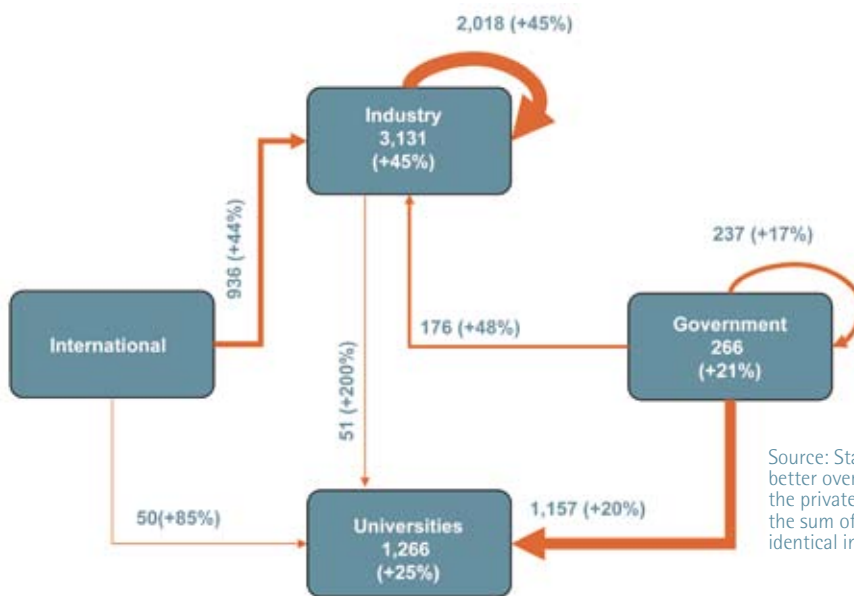 2,018 (+45%)
Industry
3,131
(+45%)
936 (+44%)
237 (+17%)
International
176 (+48%)
Government
266
(+21%)
51 (+200%)
50(+85%)
Universities
1,266
(+25%)
1,157 (+20%)
Source: Sta
better over
the private
the sum of
identical in